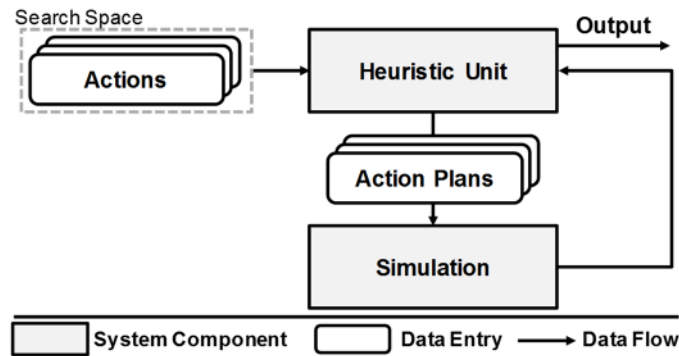 Search Space
Output
Actions
Heuristic Unit
Action Plans
Simulation
System Component
Data Entry
Data Flow